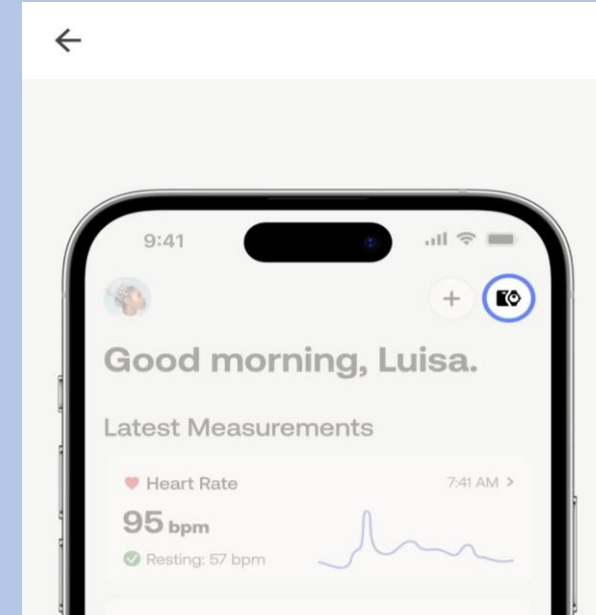 9:41
Good morning, Luisa.
Latest Measurements
Heart Rate 7:41 AM >
95 bpm
Resting: 57 bpm